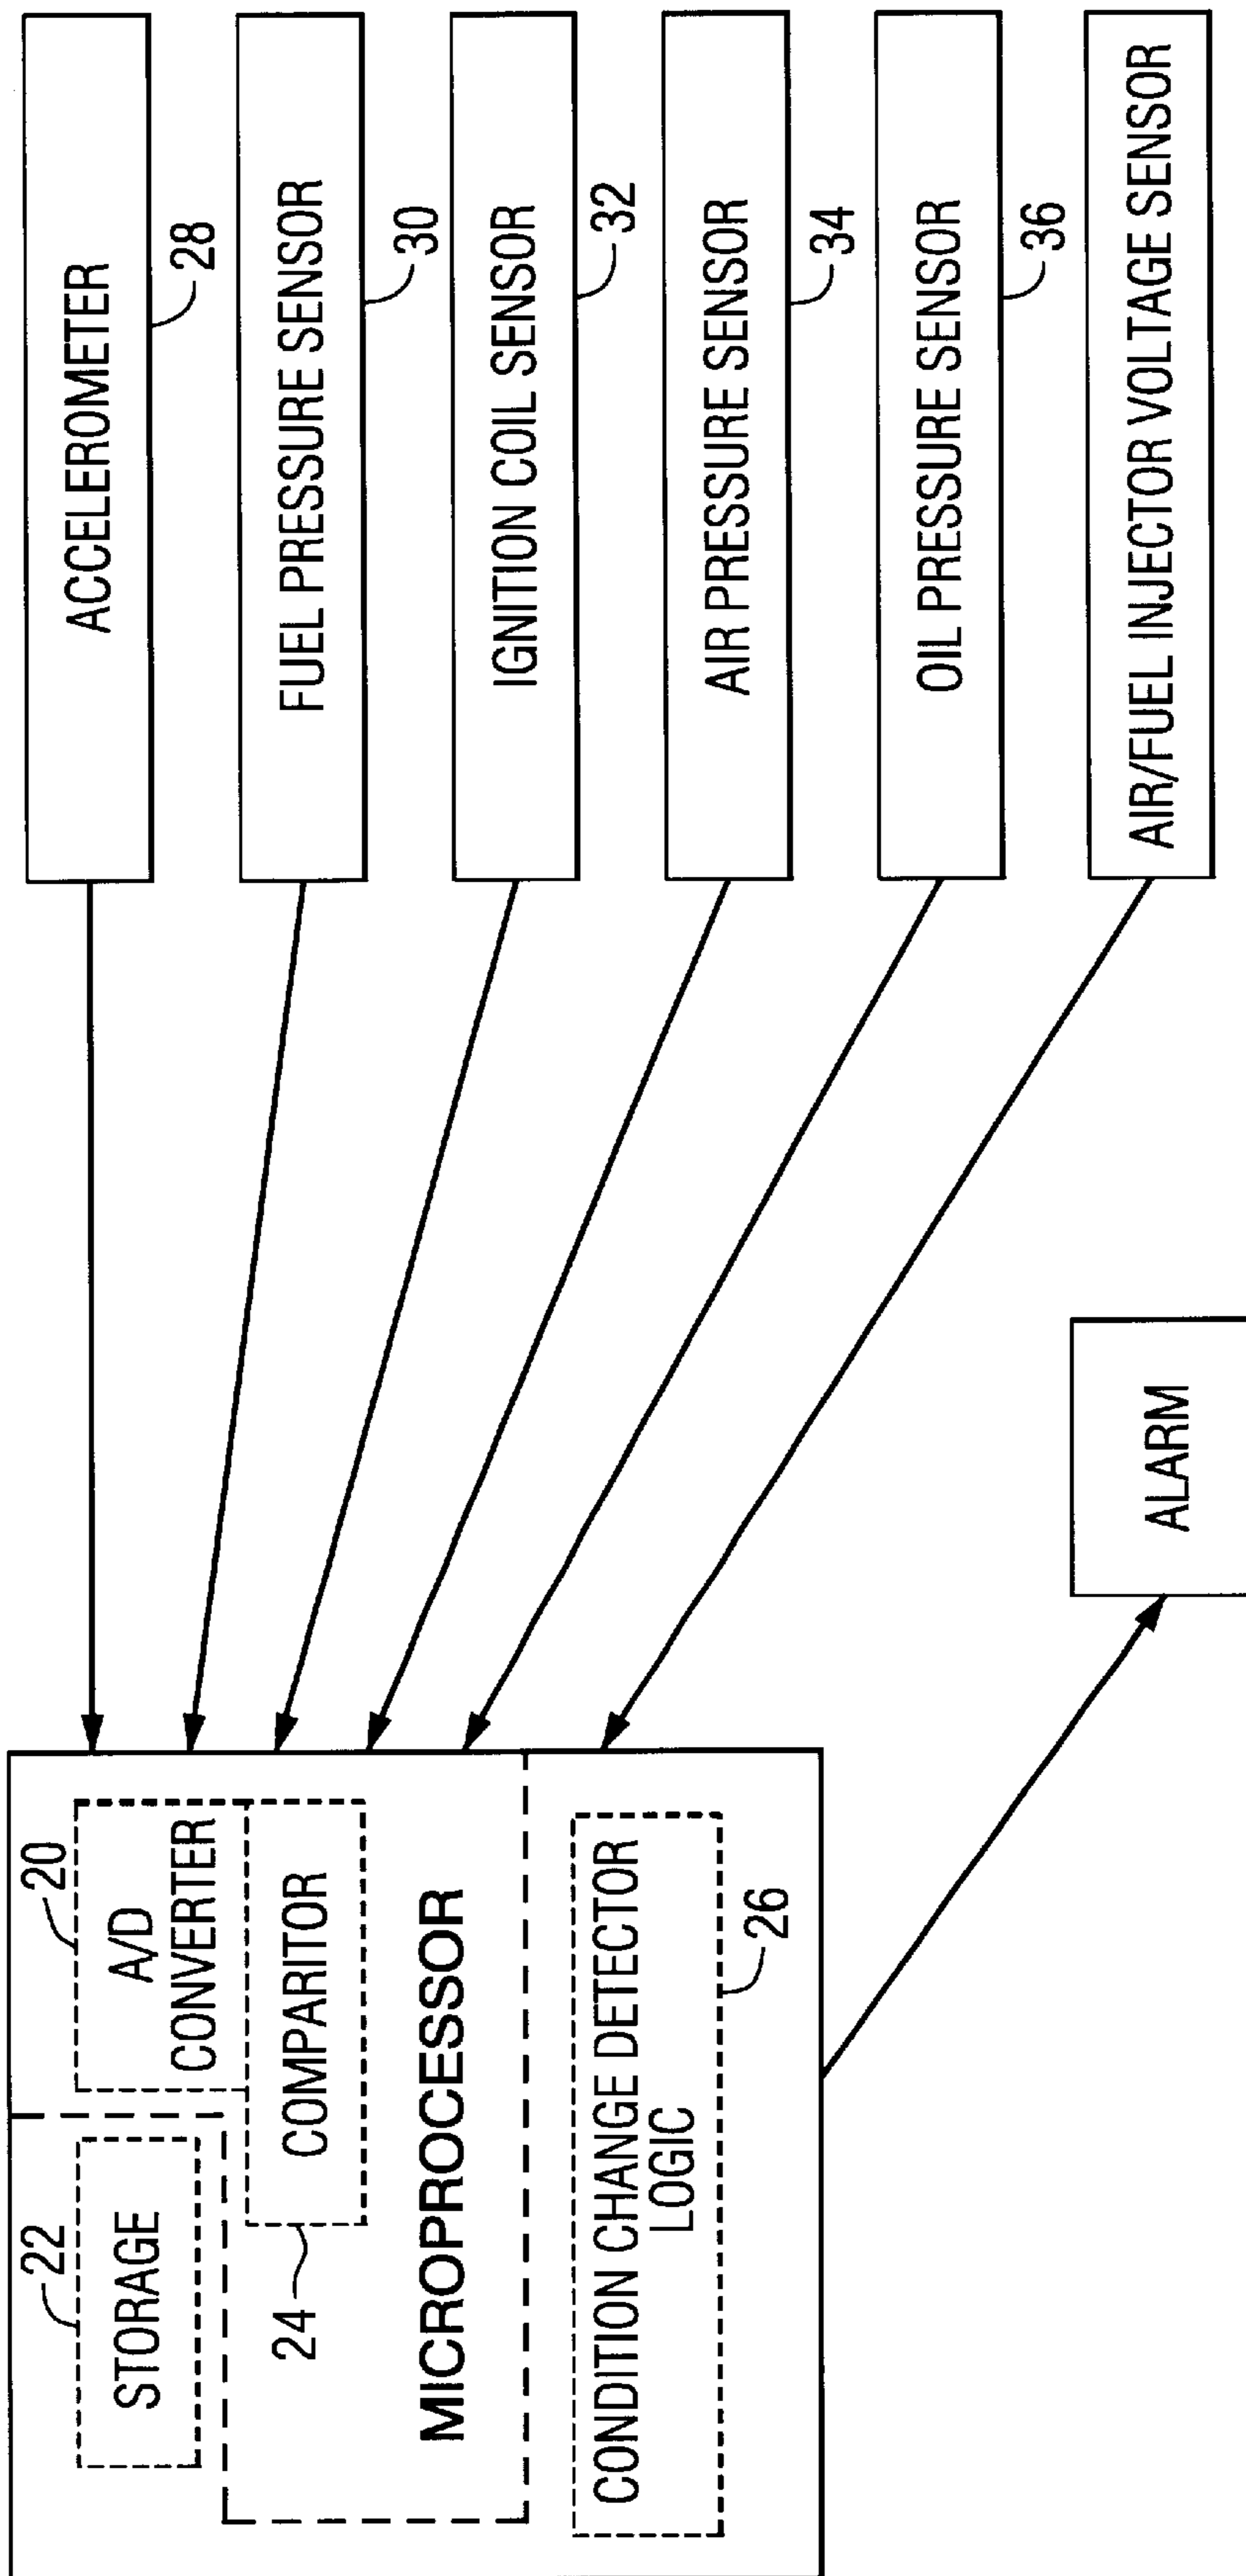 22
STORAGE
20
A/D
CONVERTER
24
COMPARITOR
MICROPROCESSOR
CONDITION CHANGE DETECTOR
LOGIC
26
ACCELEROMETER
28
FUEL PRESSURE SENSOR
30
IGNITION COIL SENSOR
32
AIR PRESSURE SENSOR
34
OIL PRESSURE SENSOR
36
AIR/FUEL INJECTOR VOLTAGE SENSOR
ALARM